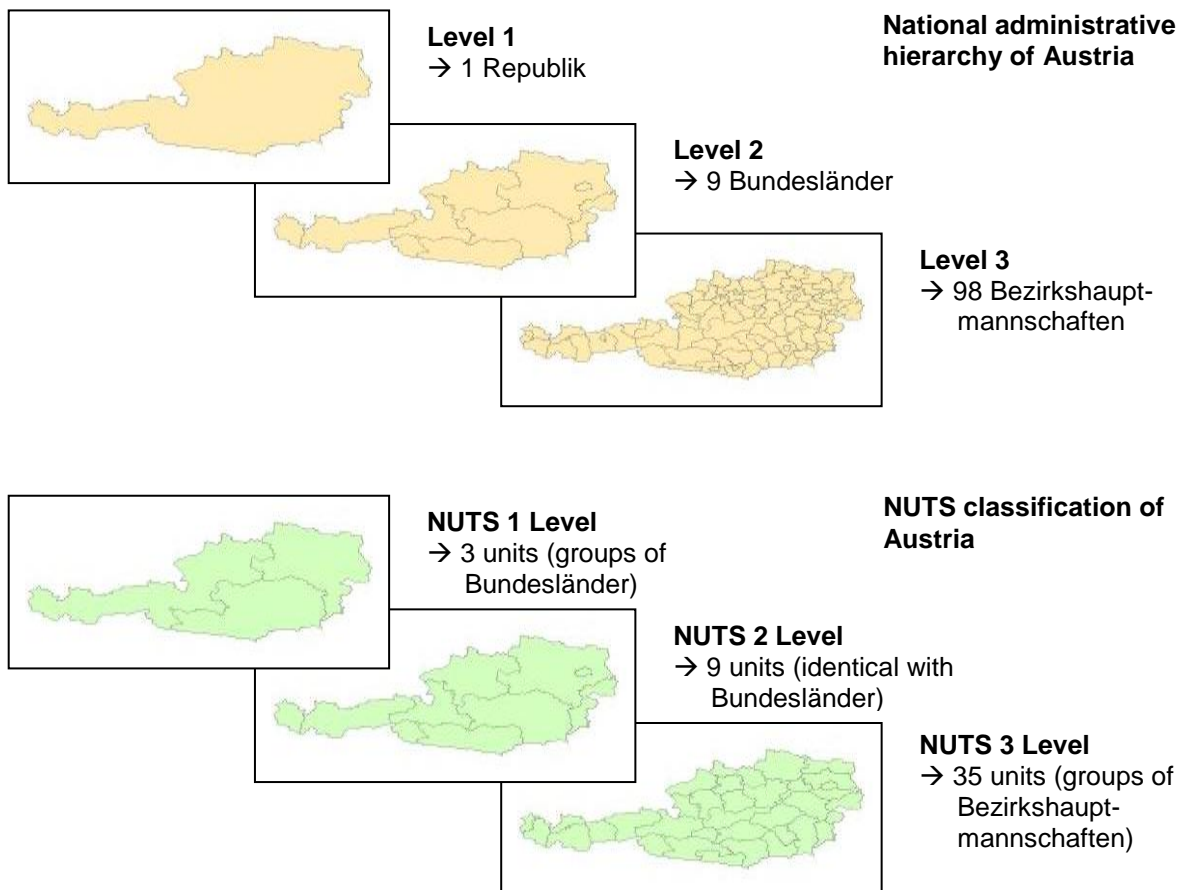 National administrative
hierarchy of Austria
Level 1
→ 1 Republik
Level 2
→ 9 Bundesländer
Level 3
→ 98 Bezirkshaupt-
mannschaften
NUTS classification of
Austria
NUTS 1 Level
→ 3 units (groups of
Bundesländer)
NUTS 2 Level
→ 9 units (identical with
Bundesländer)
NUTS 3 Level
→ 35 units (groups of
Bezirkshaupt-
mannschaften)